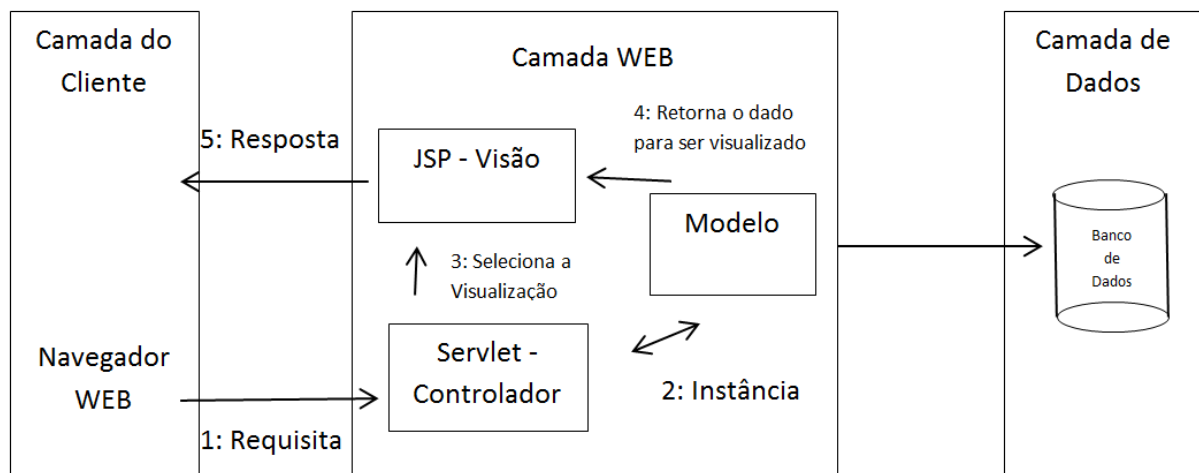 Camada do
Cliente
Camada WEB
Camada de
Dados
5: Resposta
JSP - Visão
4: Retorna o dado
para ser visualizado
Modelo
Banco
de
Dados
3: Seleciona a
Visualização
Navegador
WEB
Servlet -
Controlador
2: Instância
1: Requisita